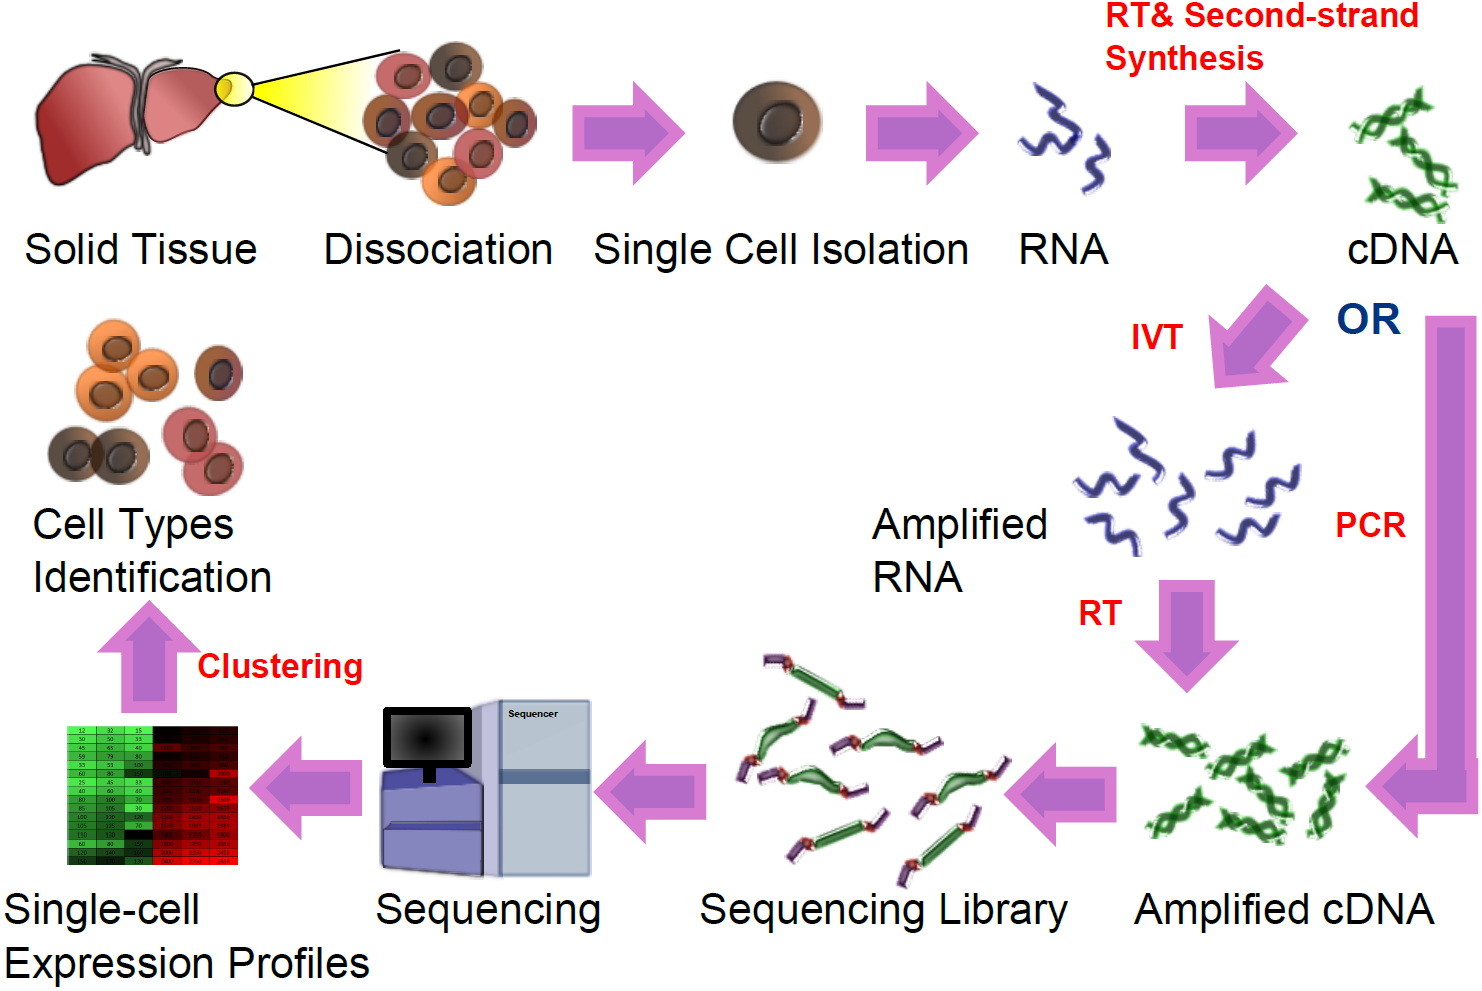 RT& Second-strand
Synthesis
Solid Tissue
Dissociation
Single Cell Isolation
RNA
cDNA
IVT
OR
Cell Types
Identification
Amplified
RNA
PCR
RT
Clustering
Sequencer
Single-cell
Expression Profiles
Sequencing
Sequencing Library
Amplified cDNA